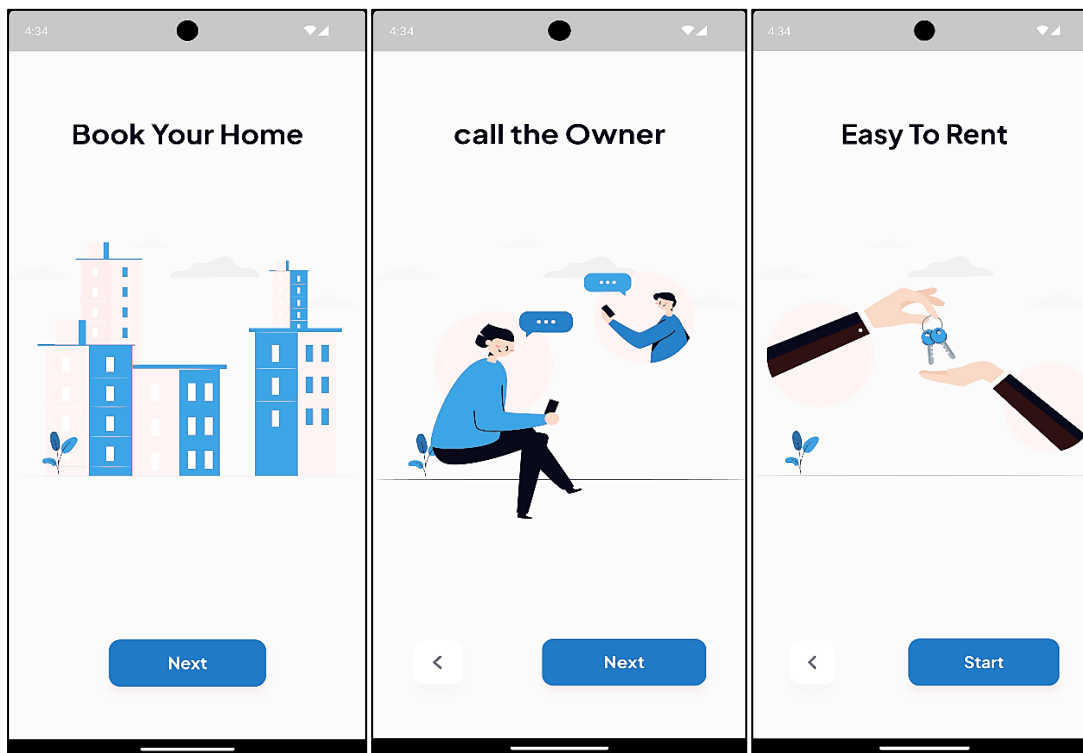 4:34
Book Your Home
Next
4:34
call the Owner
Next
4:34
Easy To Rent
Start